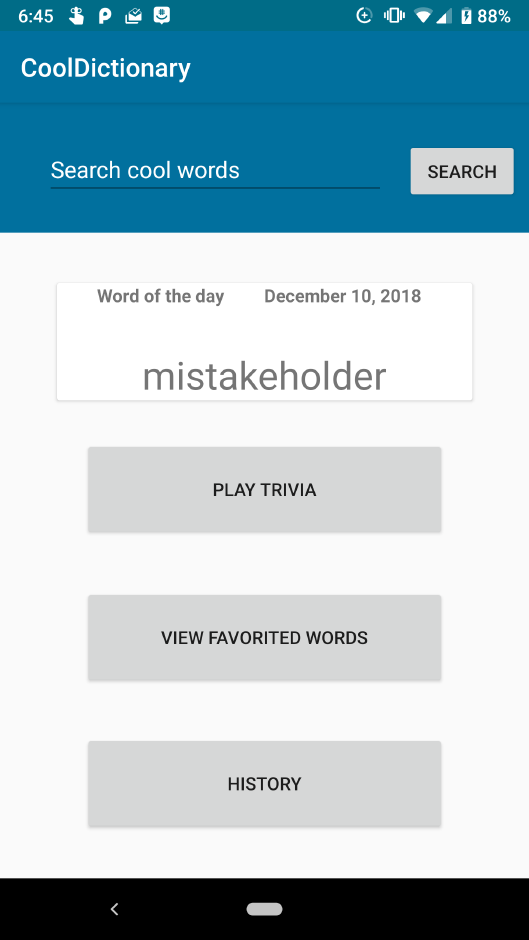 6:45 88%
CoolDictionary
Search cool words SEARCH
Word of the day December 10, 2018
mistakeholder
PLAY TRIVIA
VIEW FAVORITED WORDS
HISTORY